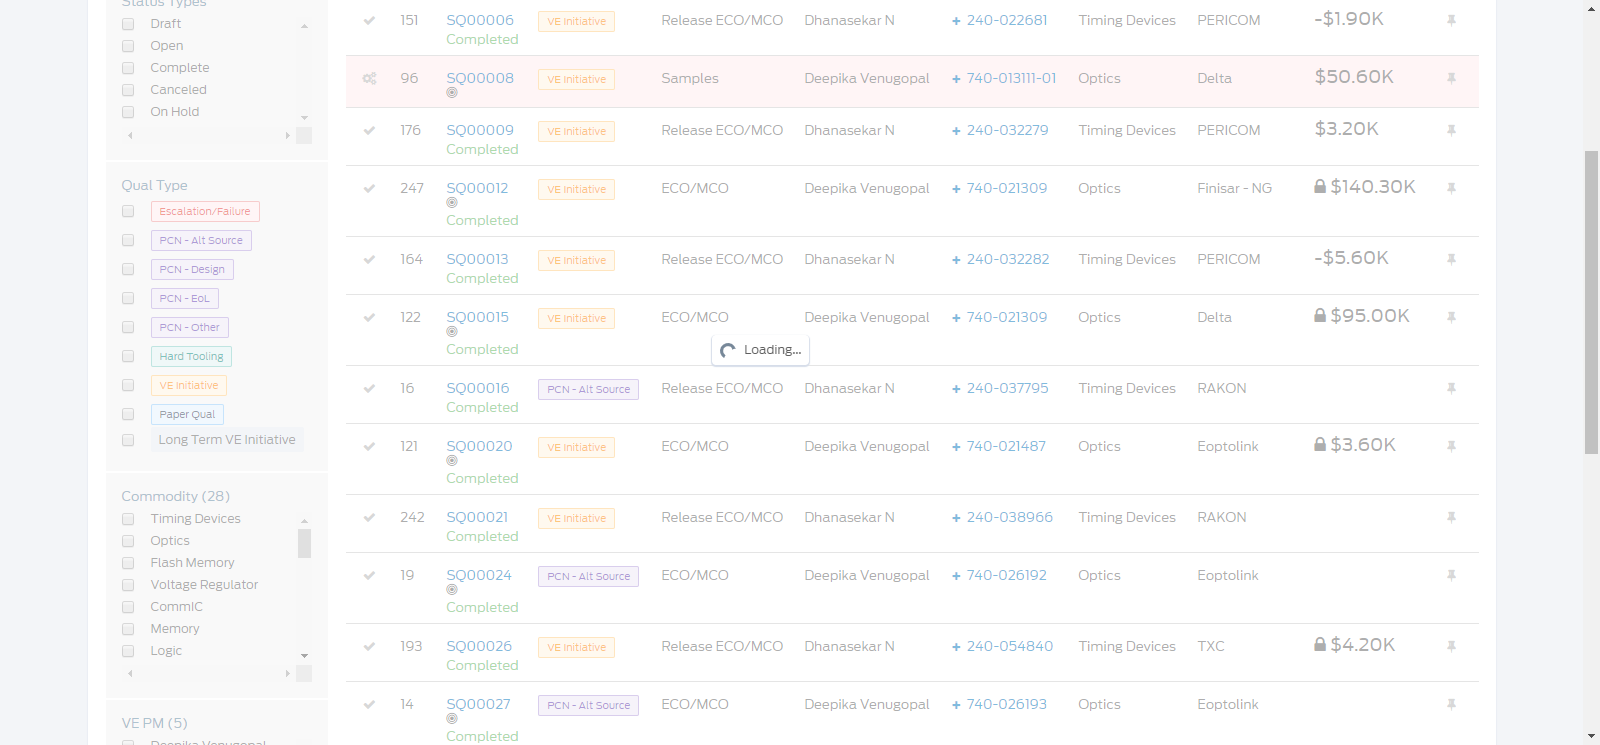 Status Types
Draft
Open
Complete
Canceled
On Hold
Qual Type
Escalation/Failure
PCN - Alt Source
PCN - Design
PCN - EoL
PCN - Other
Hard Tooling
VE Initiative
Paper Qual
Long Term VE Initiative
Commodity (28)
Timing Devices
Optics
Flash Memory
Voltage Regulator
CommIC
Memory
Logic
VE PM (5)
Deepika Venugopal
151 SQ00006 VE Initiative Release ECO/MCO Dhanasekar N + 240-022681 Timing Devices PERICOM -$1.90K
Completed
96 SQ00008 VE Initiative Samples Deepika Venugopal + 740-013111-01 Optics Delta $50.60K
176 SQ00009 VE Initiative Release ECO/MCO Dhanasekar N + 240-032279 Timing Devices PERICOM $3.20K
Completed
247 SQ00012 VE Initiative ECO/MCO Deepika Venugopal + 740-021309 Optics Finisar - NG $140.30K
Completed
164 SQ00013 VE Initiative Release ECO/MCO Dhanasekar N + 240-032282 Timing Devices PERICOM -$5.60K
Completed
122 SQ00015 VE Initiative ECO/MCO Deepika Venugopal + 740-021309 Optics Delta $95.00K
Completed
Loading...
16 SQ00016 PCN - Alt Source Release ECO/MCO Dhanasekar N + 240-037795 Timing Devices RAKON
Completed
121 SQ00020 VE Initiative ECO/MCO Deepika Venugopal + 740-021487 Optics Eoptolink $3.60K
Completed
242 SQ00021 VE Initiative Release ECO/MCO Dhanasekar N + 240-038966 Timing Devices RAKON
Completed
19 SQ00024 PCN - Alt Source ECO/MCO Deepika Venugopal + 740-026192 Optics Eoptolink
Completed
193 SQ00026 VE Initiative Release ECO/MCO Dhanasekar N + 240-054840 Timing Devices TXC $4.20K
Completed
14 SQ00027 PCN - Alt Source ECO/MCO Deepika Venugopal + 740-026193 Optics Eoptolink
Completed